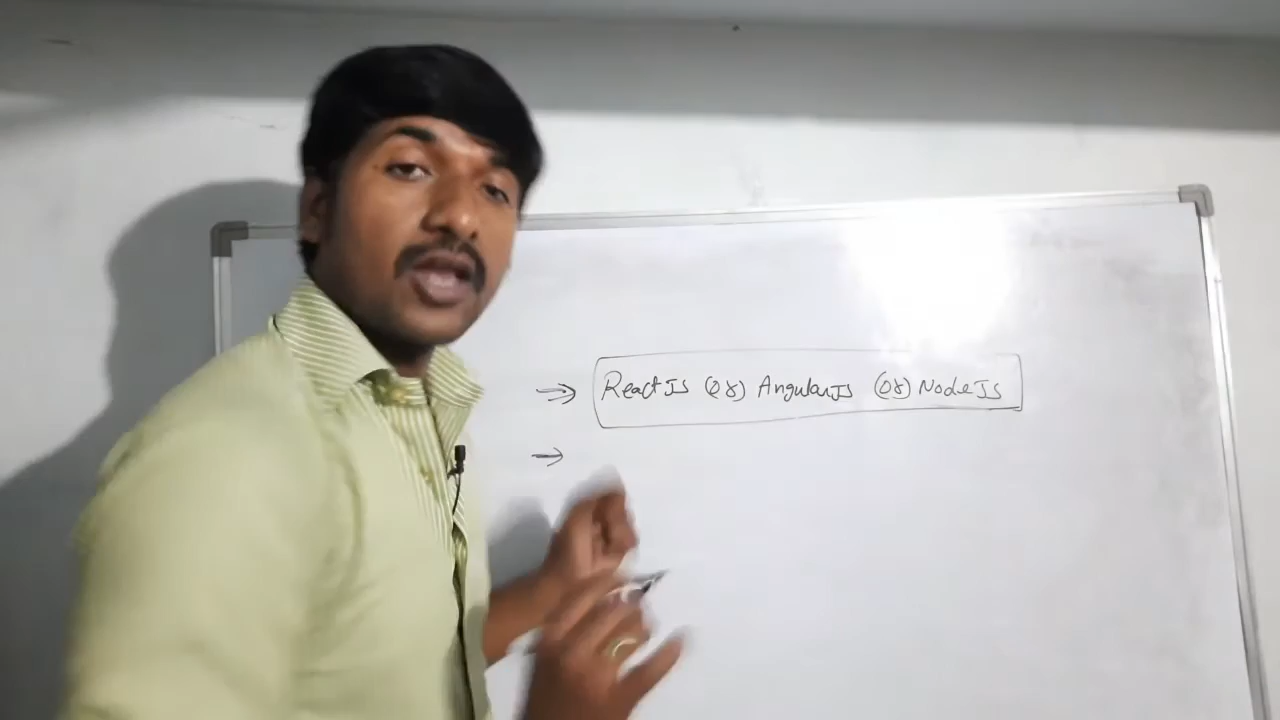 ⇒ ReactJS (or) AngularJS (or) NodeJS
→